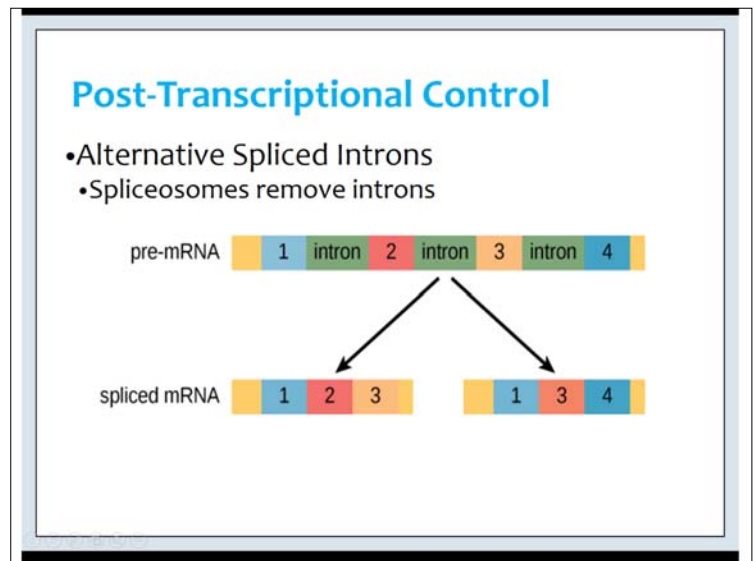 Post-Transcriptional Control
•Alternative Spliced Introns
•Spliceosomes remove introns
pre-mRNA 1 intron 2 intron 3 intron 4
spliced mRNA 1 2 3 1 3 4